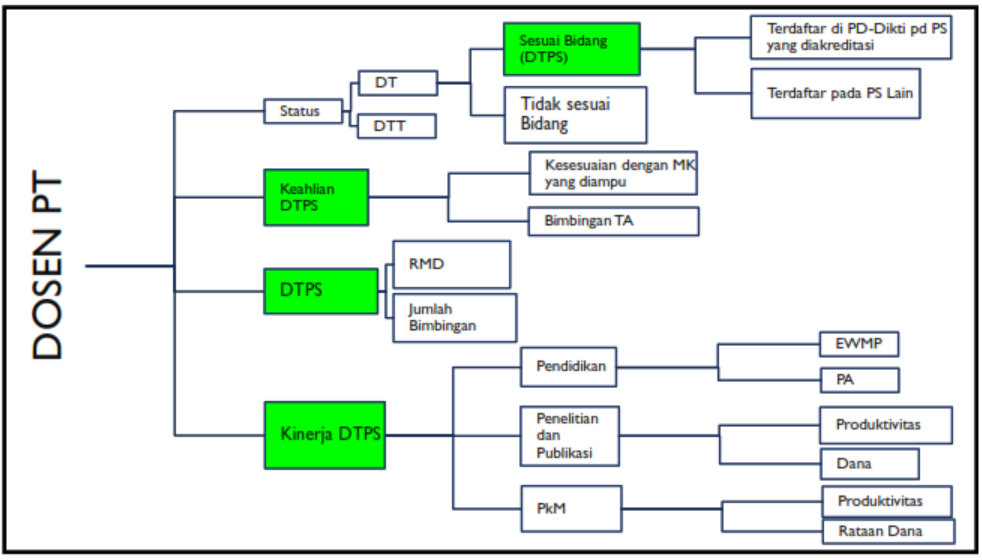 DOSEN PT
Status
DT
DTT
Sesuai Bidang
(DTPS)
Tidak sesuai
Bidang
Terdaftar di PD-Dikti pd PS
yang diakreditasi
Terdaftar pada PS Lain
Keahlian
DTPS
Kesesuaian dengan MK
yang diampu
Bimbingan TA
DTPS
RMD
Jumlah
Bimbingan
Kinerja DTPS
Pendidikan
EWMP
PA
Penelitian
dan
Publikasi
Produktivitas
Dana
PkM
Produktivitas
Rataan Dana